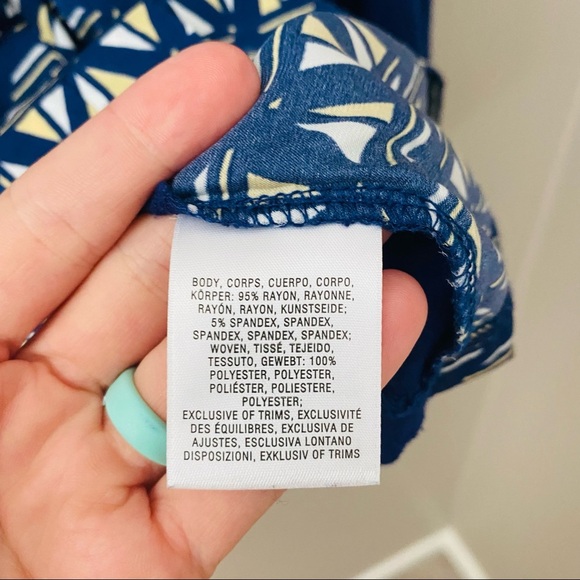 BODY, CORPS, CUERPO, CORPO,
KÖRPER: 95% RAYON, RAYONNE,
RAYÓN, RAYON, KUNSTSEIDE;
5% SPANDEX, SPANDEX,
SPANDEX, SPANDEX, SPANDEX;
WOVEN, TISSÉ, TEJIDO,
TESSUTO, GEWEBT: 100%
POLYESTER, POLYESTER,
POLIÉSTER, POLIESTERE,
POLYESTER;
EXCLUSIVE OF TRIMS, EXCLUSIVITÉ
DES ÉQUILIBRES, EXCLUSIVA DE
AJUSTES, ESCLUSIVA LONTANO
DISPOSIZIONI, EXKLUSIV OF TRIMS